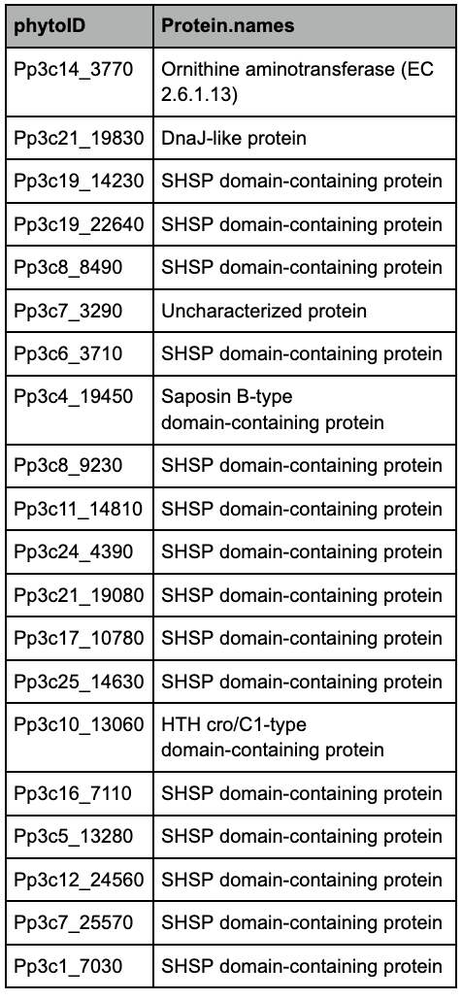 phytoID Protein.names
Pp3c14_3770 Ornithine aminotransferase (EC
2.6.1.13)
Pp3c21_19830 DnaJ-like protein
Pp3c19_14230 SHSP domain-containing protein
Pp3c19_22640 SHSP domain-containing protein
Pp3c8_8490 SHSP domain-containing protein
Pp3c7_3290 Uncharacterized protein
Pp3c6_3710 SHSP domain-containing protein
Pp3c4_19450 Saposin B-type
domain-containing protein
Pp3c8_9230 SHSP domain-containing protein
Pp3c11_14810 SHSP domain-containing protein
Pp3c24_4390 SHSP domain-containing protein
Pp3c21_19080 SHSP domain-containing protein
Pp3c17_10780 SHSP domain-containing protein
Pp3c25_14630 SHSP domain-containing protein
Pp3c10_13060 HTH cro/C1-type
domain-containing protein
Pp3c16_7110 SHSP domain-containing protein
Pp3c5_13280 SHSP domain-containing protein
Pp3c12_24560 SHSP domain-containing protein
Pp3c7_25570 SHSP domain-containing protein
Pp3c1_7030 SHSP domain-containing protein